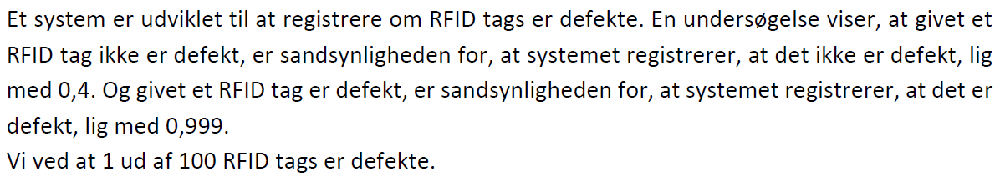 Et system er udviklet til at registrere om RFID tags er defekte. En undersøgelse viser, at givet et
RFID tag ikke er defekt, er sandsynligheden for, at systemet registrerer, at det ikke er defekt, lig
med 0,4. Og givet et RFID tag er defekt, er sandsynligheden for, at systemet registrerer, at det er
defekt, lig med 0,999.
Vi ved at 1 ud af 100 RFID tags er defekte.